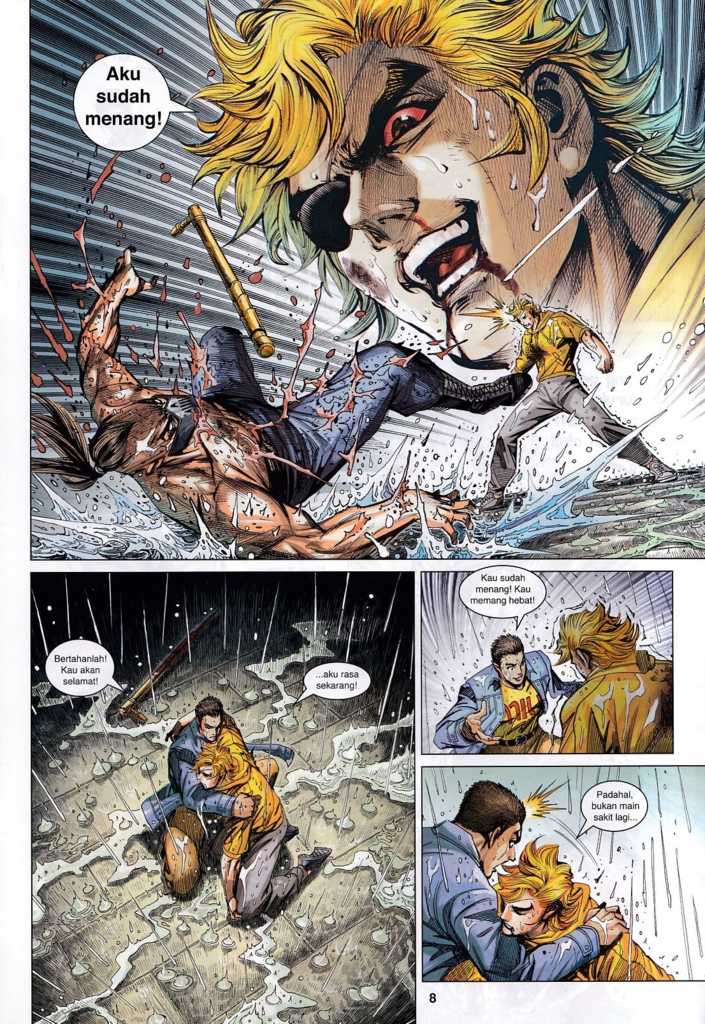 Aku
sudah
menang!
Kau sudah
menang! Kau
memang hebat!
Padahal,
bukan main
sakit lagi...
...aku rasa
sekarang!
Bertahanlah!
Kau akan
selamat!
8